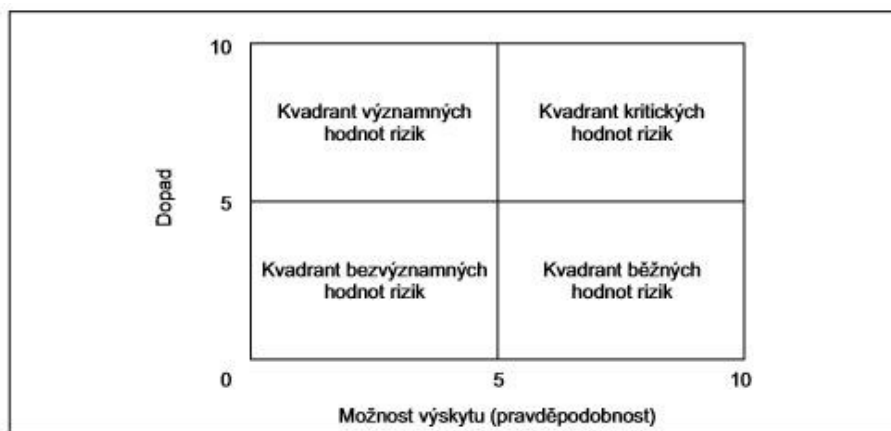 10
Kvadrant významných
hodnot rizik
Kvadrant kritických
hodnot rizik
Dopad
5
Kvadrant bezvýznamných
hodnot rizik
Kvadrant běžných
hodnot rizik
0
5
10
Možnost výskytu (pravděpodobnost)